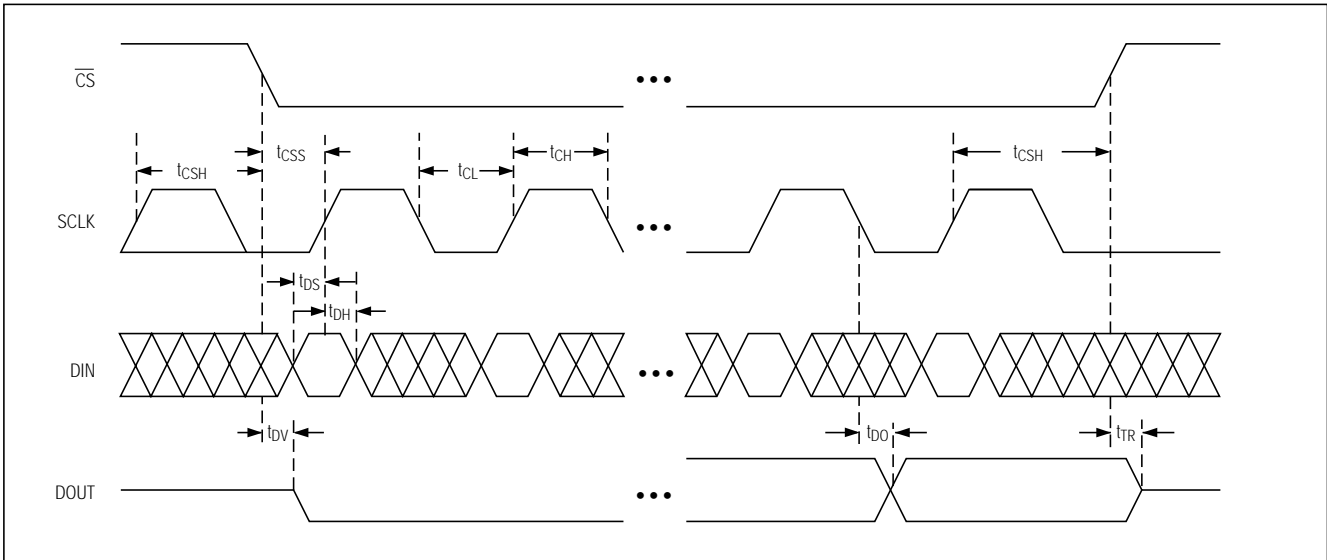 CS
tCSH
tCSS
tCL
tCH
tCSH
SCLK
tDS
tDH
DIN
tDV
tDO
tTR
DOUT